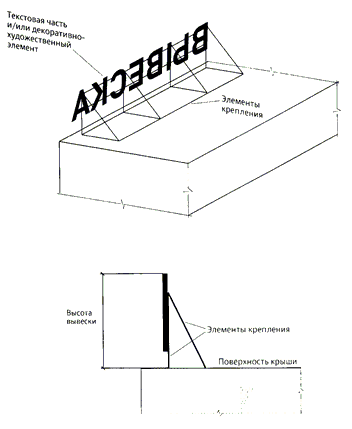 Текстовая часть
и/или декоративно-
художественный
элемент
ВЫВЕСКА
Элементы
крепления
Высота
вывески
Элементы крепления
Поверхность крыши